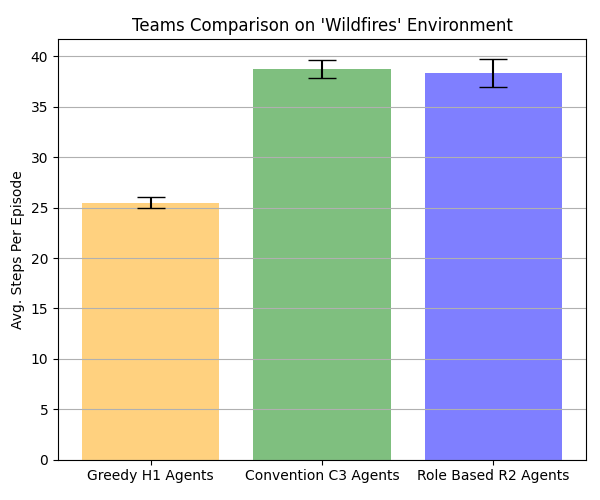 Teams Comparison on 'Wildfires' Environment
Avg. Steps Per Episode
40
35
30
25
20
15
10
5
0
Greedy H1 Agents
Convention C3 Agents
Role Based R2 Agents